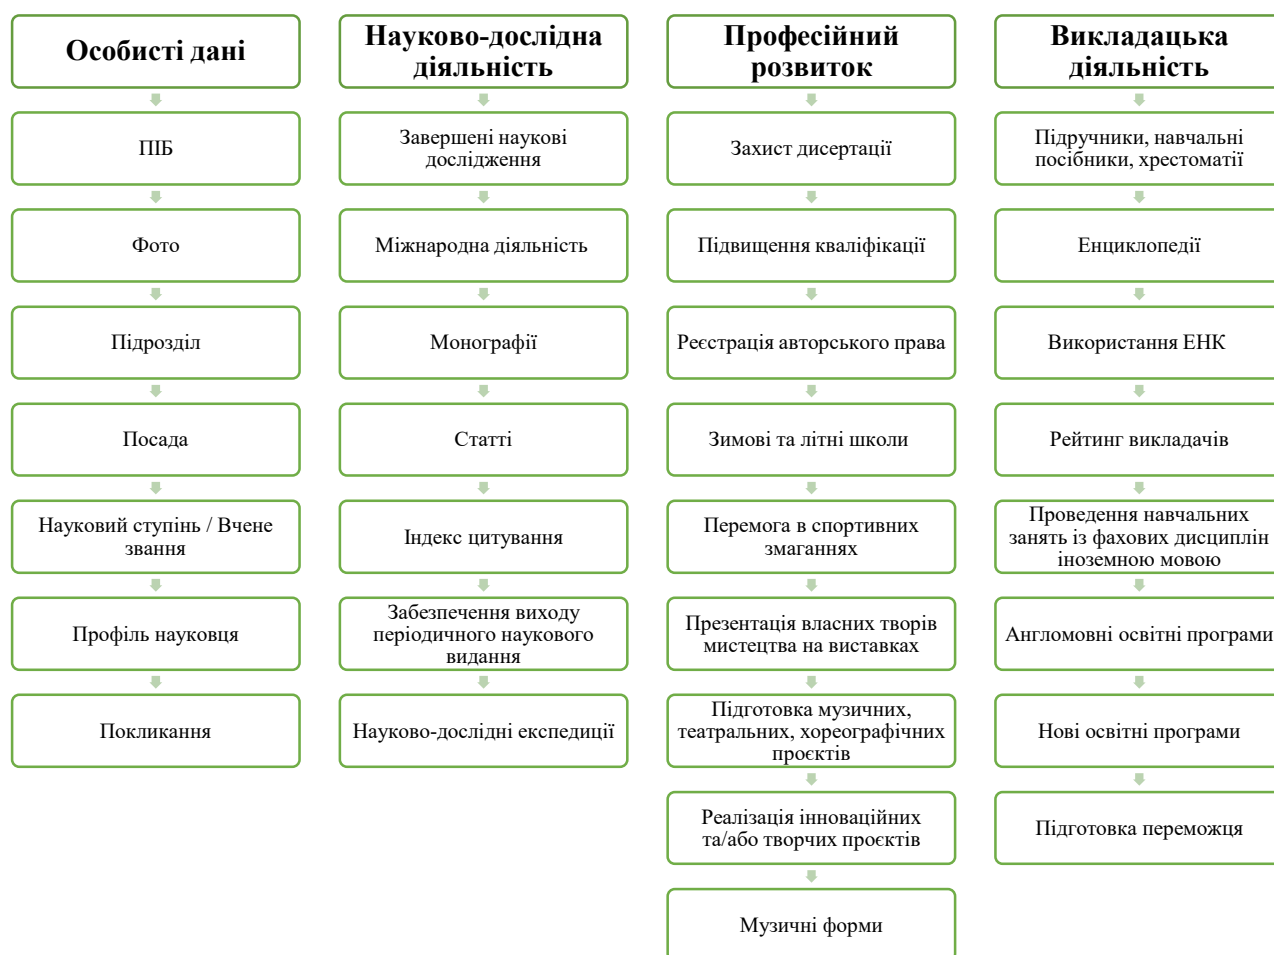 Особисті дані
ПІБ
Фото
Підрозділ
Посада
Науковий ступінь / Вчене
звання
Профіль науковця
Покликання
Науково-дослідна
діяльність
Завершені наукові
дослідження
Міжнародна діяльність
Монографії
Статті
Індекс цитування
Забезпечення виходу
періодичного наукового
видання
Науково-дослідні експедиції
Професійний
розвиток
Захист дисертації
Підвищення кваліфікації
Реєстрація авторського права
Зимові та літні школи
Перемога в спортивних
змаганнях
Презентація власних творів
мистецтва на виставках
Підготовка музичних,
театральних, хореографічних
проєктів
Реалізація інноваційних
та/або творчих проєктів
Музичні форми
Викладацька
діяльність
Підручники, навчальні
посібники, хрестоматії
Енциклопедії
Використання ЕНК
Рейтинг викладачів
Проведення навчальних
занять із фахових дисциплін
іноземною мовою
Англомовні освітні програми
Нові освітні програми
Підготовка переможця